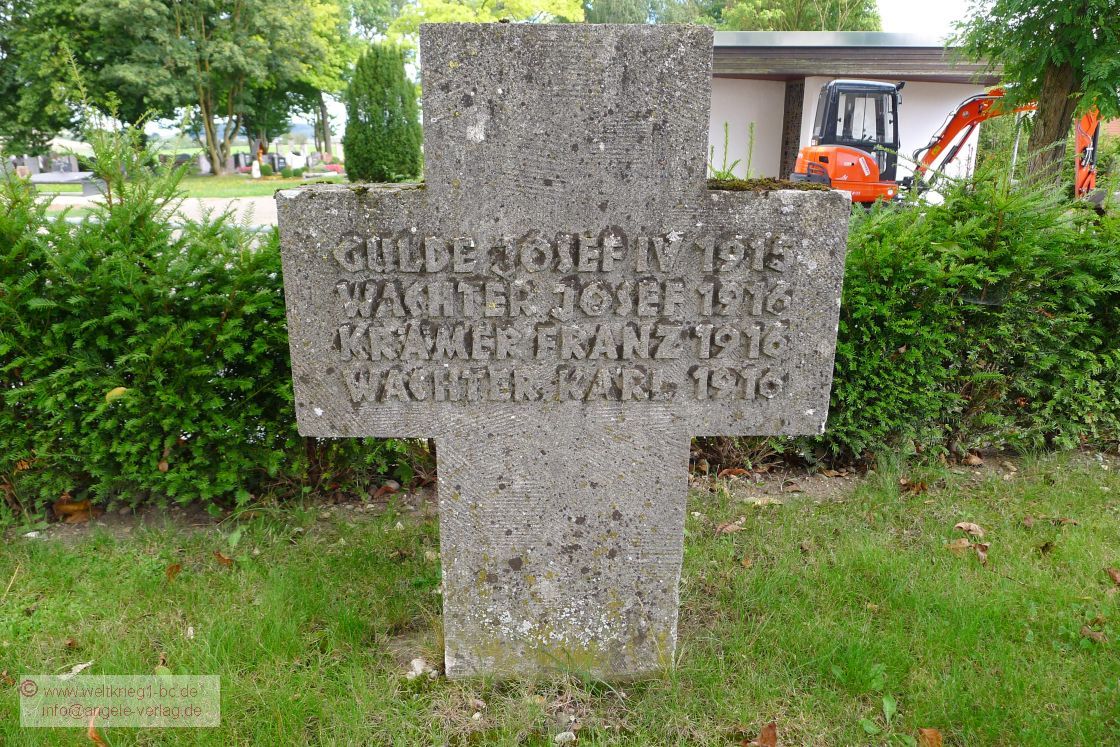 GULDE JOSEF IV 1915
WACHTER JOSEF 1916
KRÄMER FRANZ 1916
WACHTER KARL 1916
© www.weltkrieg1-bc.de
info@angele-verlag.de